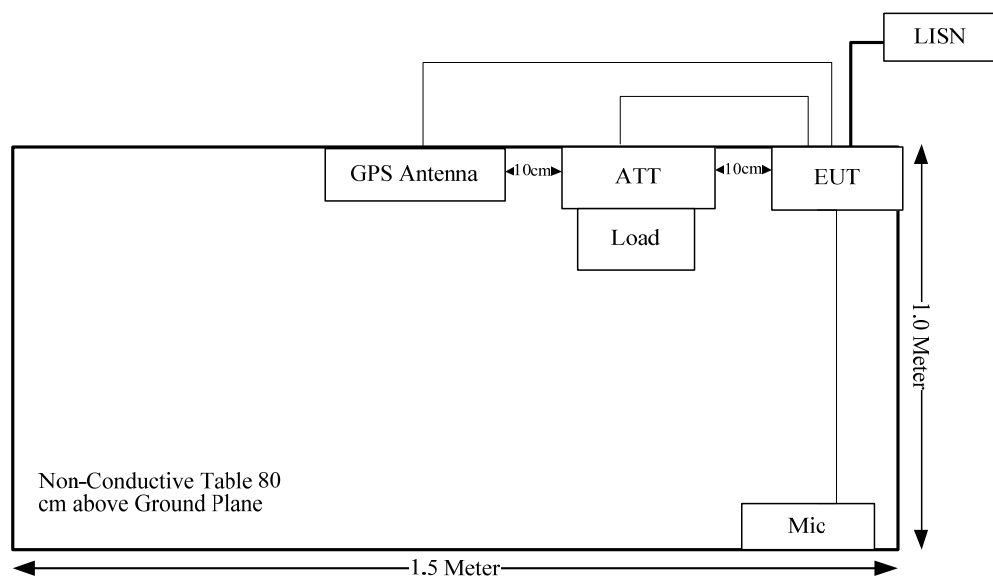 LISN
GPS Antenna
10cm
ATT
10cm
EUT
Load
1.0 Meter
Non-Conductive Table 80
cm above Ground Plane
Mic
1.5 Meter